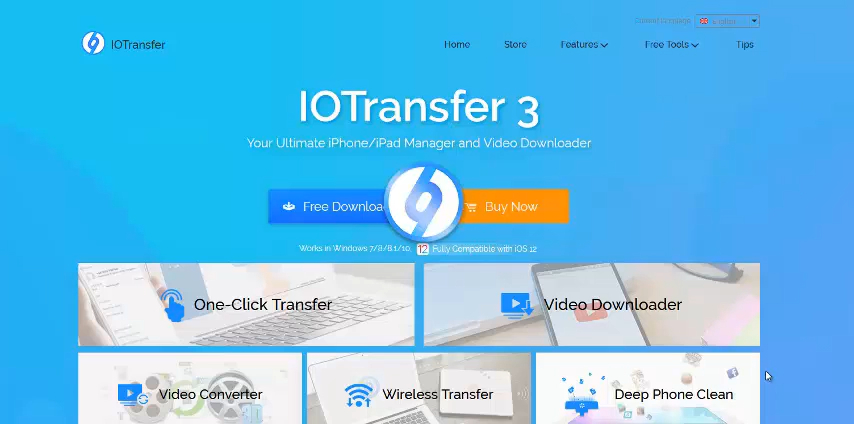 English
IOTransfer
Home Store Features Free Tools Tips
IOTransfer 3
Your Ultimate iPhone/iPad Manager and Video Downloader
Free Downloa
Buy Now
Works in Windows 7/8/8.1/10, 12 Fully Compatible with iOS 12
One-Click Transfer
Video Downloader
Video Converter
Wireless Transfer
Deep Phone Clean